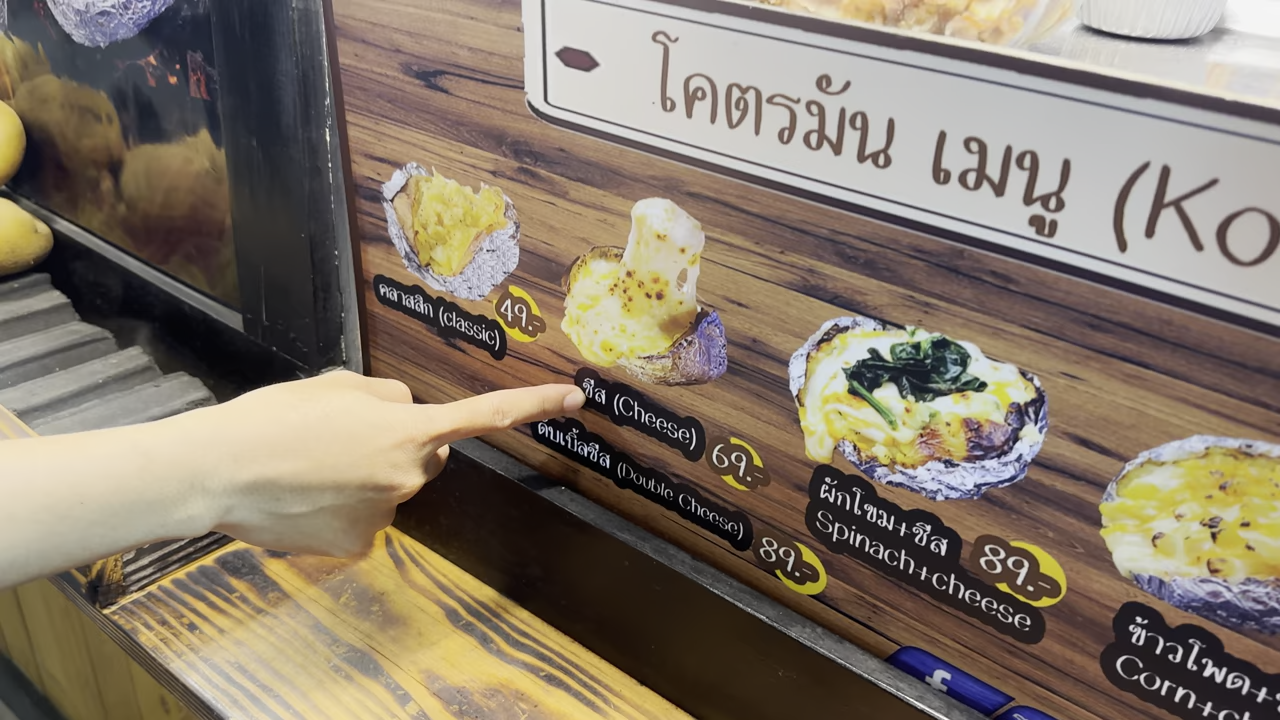 โคตรมัน เมนู (Ko
คลาสสิก (classic)
49.-
ชีส (Cheese)
69.-
ดับเบิ้ลชีส (Double Cheese)
89.-
ผักโขม+ชีส
Spinach+cheese
89.-
ข้าวโพด+
Corn+ch
f